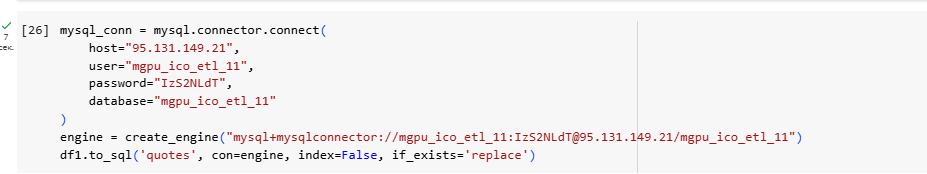 ✓
7
сек.
[26] mysql_conn = mysql.connector.connect(
    host="95.131.149.21",
    user="mgpu_ico_etl_11",
    password="IzS2NLdT",
    database="mgpu_ico_etl_11"
)
engine = create_engine("mysql+mysqlconnector://mgpu_ico_etl_11:IzS2NLdT@95.131.149.21/mgpu_ico_etl_11")
df1.to_sql('quotes', con=engine, index=False, if_exists='replace')